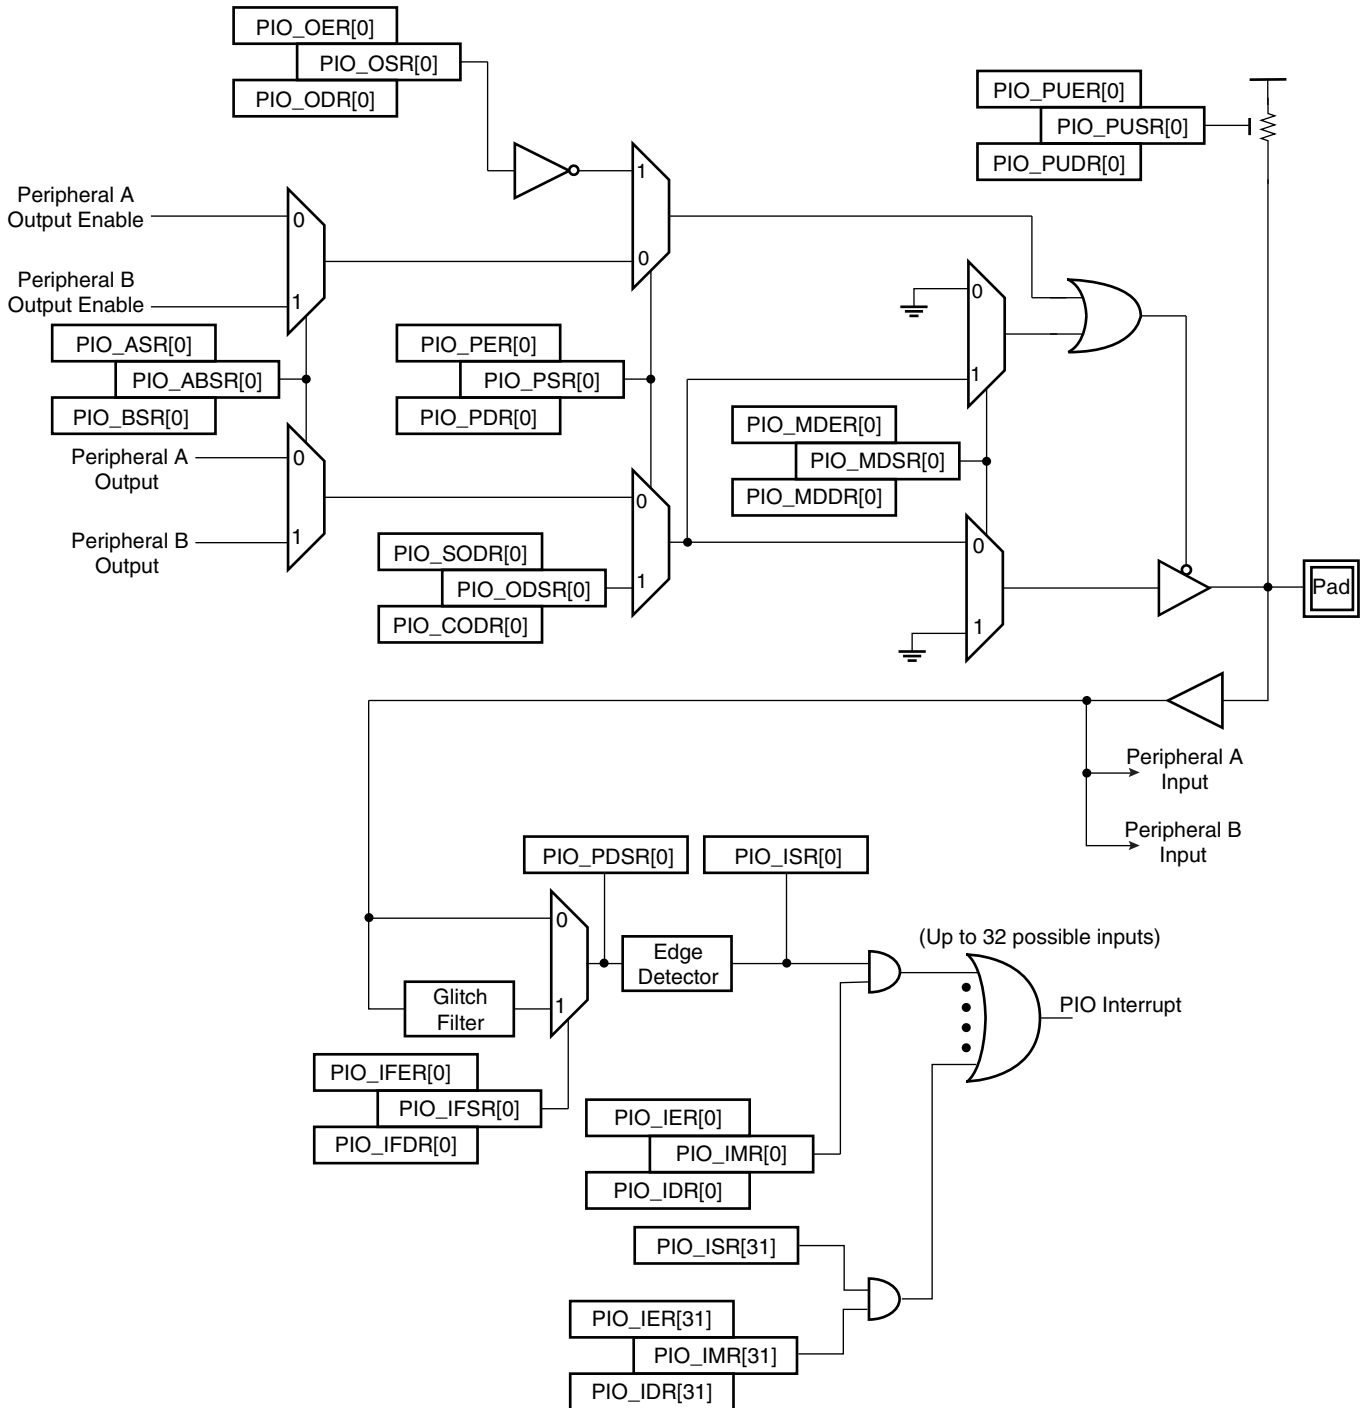 PIO_OER[0]
PIO_OSR[0]
PIO_ODR[0]
PIO_PUER[0]
PIO_PUSR[0]
PIO_PUDR[0]
1
0
Peripheral A
Output Enable
0
Peripheral B
Output Enable
1
PIO_ASR[0]
PIO_ABSR[0]
PIO_BSR[0]
PIO_PER[0]
PIO_PSR[0]
PIO_PDR[0]
0
1
PIO_MDER[0]
PIO_MDSR[0]
PIO_MDDR[0]
Peripheral A
Output
0
Peripheral B
Output
1
0
1
PIO_SODR[0]
PIO_ODSR[0]
PIO_CODR[0]
0
1
Pad
Peripheral A
Input
Peripheral B
Input
PIO_PDSR[0]
PIO_ISR[0]
0
1
Glitch
Filter
Edge
Detector
(Up to 32 possible inputs)
PIO Interrupt
PIO_IFER[0]
PIO_IFSR[0]
PIO_IFDR[0]
PIO_IER[0]
PIO_IMR[0]
PIO_IDR[0]
PIO_ISR[31]
PIO_IER[31]
PIO_IMR[31]
PIO_IDR[31]